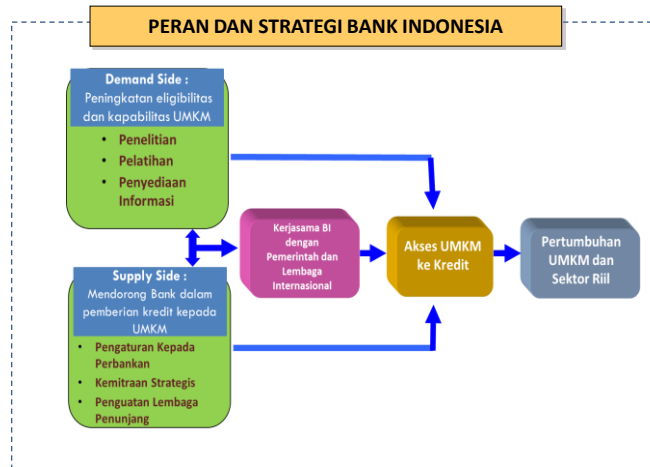 PERAN DAN STRATEGI BANK INDONESIA
Demand Side :
Peningkatan eligibilitas
dan kapabilitas UMKM
• Penelitian
• Pelatihan
• Penyediaan
Informasi
Supply Side :
Mendorong Bank dalam
pemberian kredit kepada
UMKM
• Pengaturan Kepada
Perbankan
• Kemitraan Strategis
• Penguatan Lembaga
Penunjang
Kerjasama BI
dengan
Pemerintah dan
Lembaga
Internasional
Akses UMKM
ke Kredit
Pertumbuhan
UMKM dan
Sektor Riil